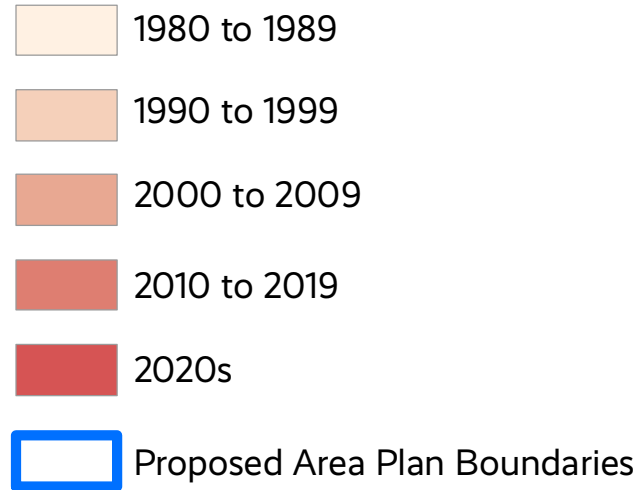 1980 to 1989
1990 to 1999
2000 to 2009
2010 to 2019
2020s
Proposed Area Plan Boundaries